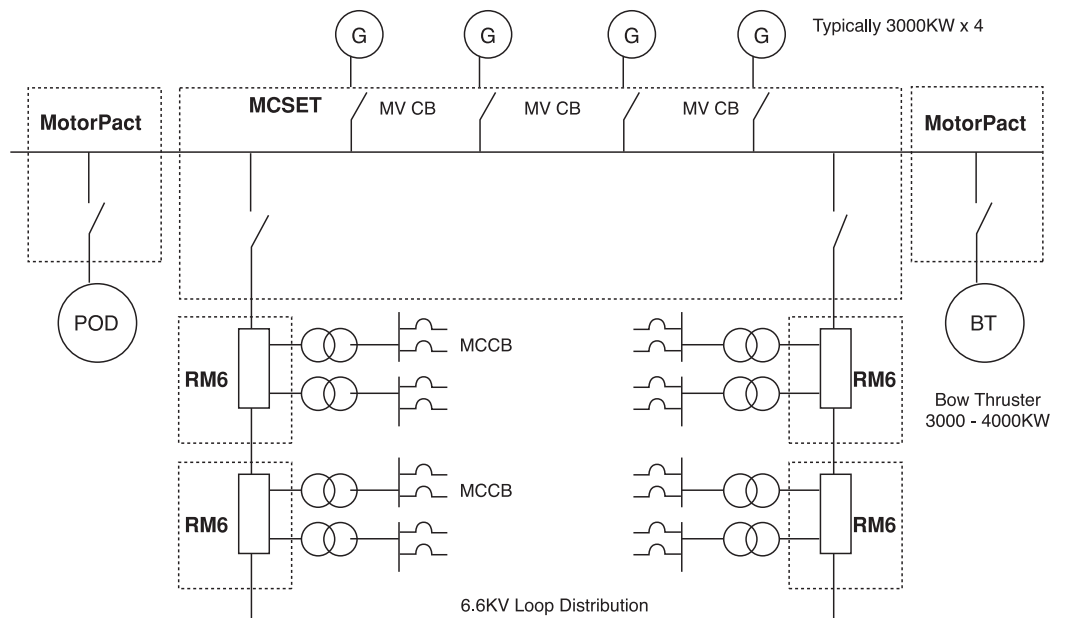 G
G
G
G
Typically 3000KW x 4
MotorPact
MCSET
MV CB
MV CB
MV CB
MotorPact
POD
BT
RM6
MCCB
RM6
Bow Thruster
3000 - 4000KW
RM6
MCCB
RM6
6.6KV Loop Distribution